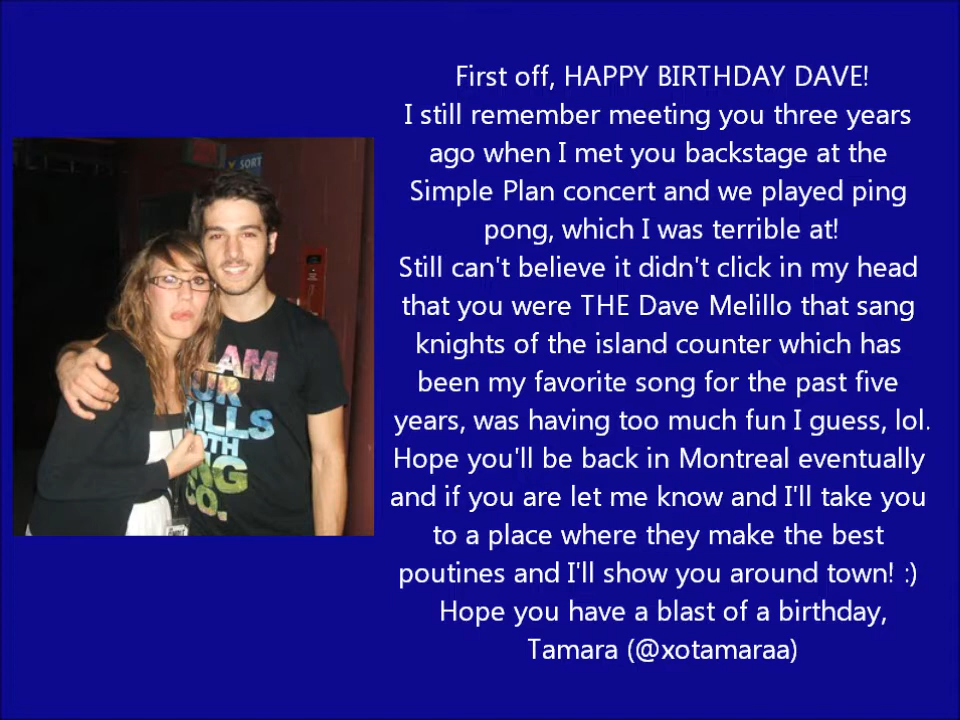 First off, HAPPY BIRTHDAY DAVE!
I still remember meeting you three years
ago when I met you backstage at the
Simple Plan concert and we played ping
pong, which I was terrible at!
Still can't believe it didn't click in my head
that you were THE Dave Melillo that sang
knights of the island counter which has
been my favorite song for the past five
years, was having too much fun I guess, lol.
Hope you'll be back in Montreal eventually
and if you are let me know and I'll take you
to a place where they make the best
poutines and I'll show you around town! :)
Hope you have a blast of a birthday,
Tamara (@xotamaraa)
SORT
AM
UR
CO.